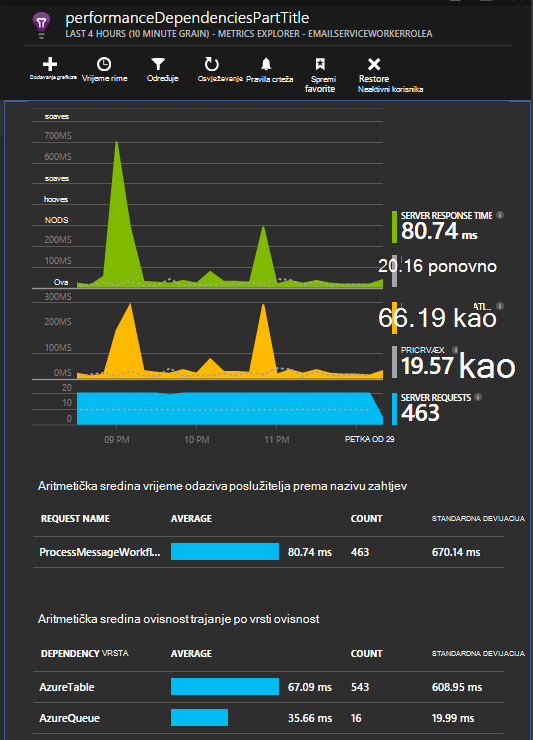 performanceDependenciesPartTitle
LAST 4 HOURS (10 MINUTE GRAIN) - METRICS EXPLORER - EMAILSERVICEWORKERROLEA
Dodavanje grafikona
Vrijeme rime
Određuje
Osvježavanje
Pravila crteža
Spremi favorite
Restore
Neaktivni korisnika
soaves
700MS
600MS
soaves
hooves
NODS
200MS
100MS
Ova
SERVER RESPONSE TIME
80.74 ms
20.16 ponovno
300MS
200MS
100MS
0MS
66.19 kao
19.57 kao
20
10
0
SERVER REQUESTS
463
09 PM
10 PM
11 PM
PETKA OD 29
Aritmetička sredina vrijeme odaziva poslužitelja prema nazivu zahtjev
REQUEST NAME AVERAGE COUNT STANDARDNA DEVIJACIJA
ProcessMessageWorkfl... 80.74 ms 463 670.14 ms
Aritmetička sredina ovisnost trajanje po vrsti ovisnost
DEPENDENCY VRSTA AVERAGE COUNT STANDARDNA DEVIJACIJA
AzureTable 67.09 ms 543 608.95 ms
AzureQueue 35.66 ms 16 19.99 ms